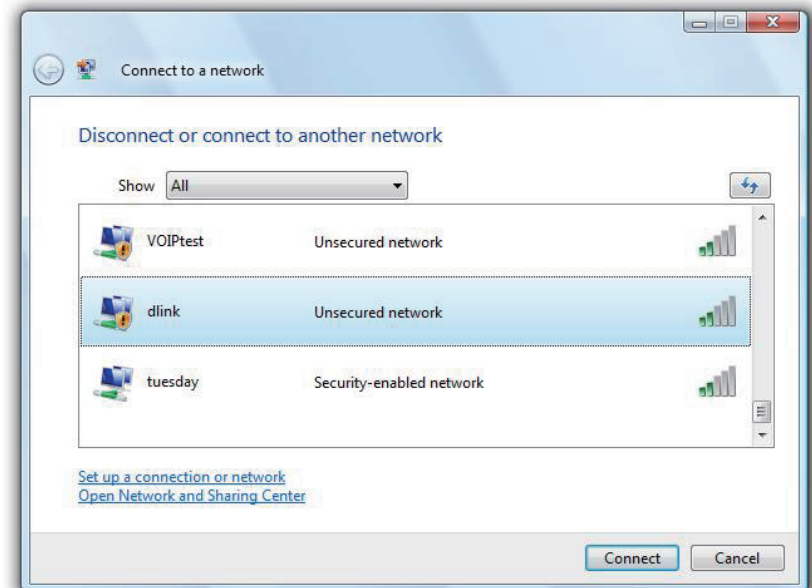 Connect to a network
Disconnect or connect to another network
Show All
VOIPtest Unsecured network
dlink Unsecured network
tuesday Security-enabled network
Set up a connection or network
Open Network and Sharing Center
Connect Cancel